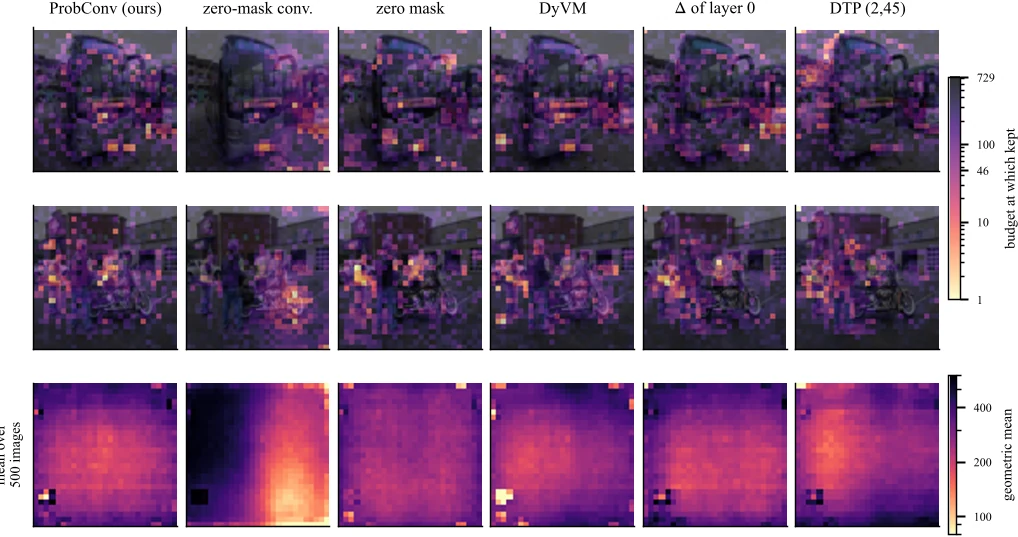 ProbConv (ours) zero-mask conv. zero mask DyVM Δ of layer 0 DTP (2,45)
729
100
46
10
1
budget at which kept
mean over
500 images
400
200
100
geometric mean